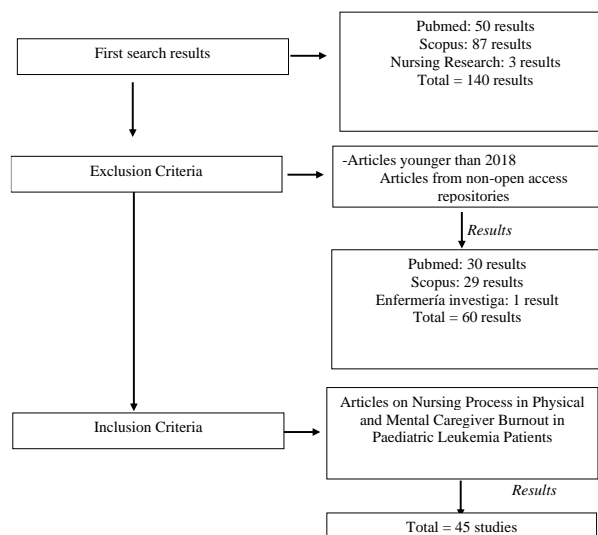 First search results
Pubmed: 50 results
Scopus: 87 results
Nursing Research: 3 results
Total = 140 results
Exclusion Criteria
-Articles younger than 2018
Articles from non-open access
repositories
Results
Pubmed: 30 results
Scopus: 29 results
Enfermería investiga: 1 result
Total = 60 results
Inclusion Criteria
Articles on Nursing Process in Physical
and Mental Caregiver Burnout in
Paediatric Leukemia Patients
Results
Total = 45 studies